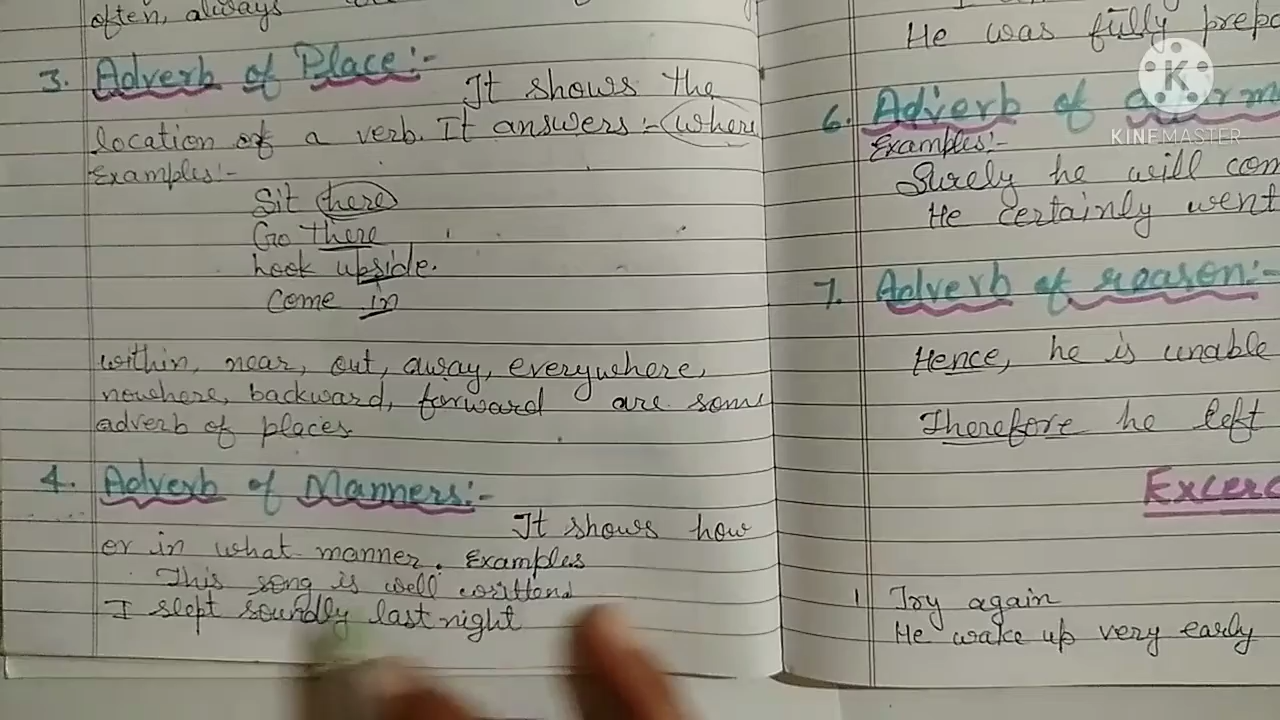 often, always
3. Adverb of Place:-
It shows the
location of a verb. It answers :- where
Examples:-
Sit here
Go there
Look upside.
Come in
within, near, out, away, everywhere,
nowhere, backward, forward are some
adverb of places
4. Adverb of Manners:-
It shows how
or in what manner. Examples
This song is well writtend
I slept soundly last night
He was fully prepa
6. Adverb of
Examples:-
Surely he will com
He certainly went
7. Adverb of reason:-
Hence, he is unable
Therefore he left
Excerc
1 Try again
He wake up very early
K
KINEMASTER